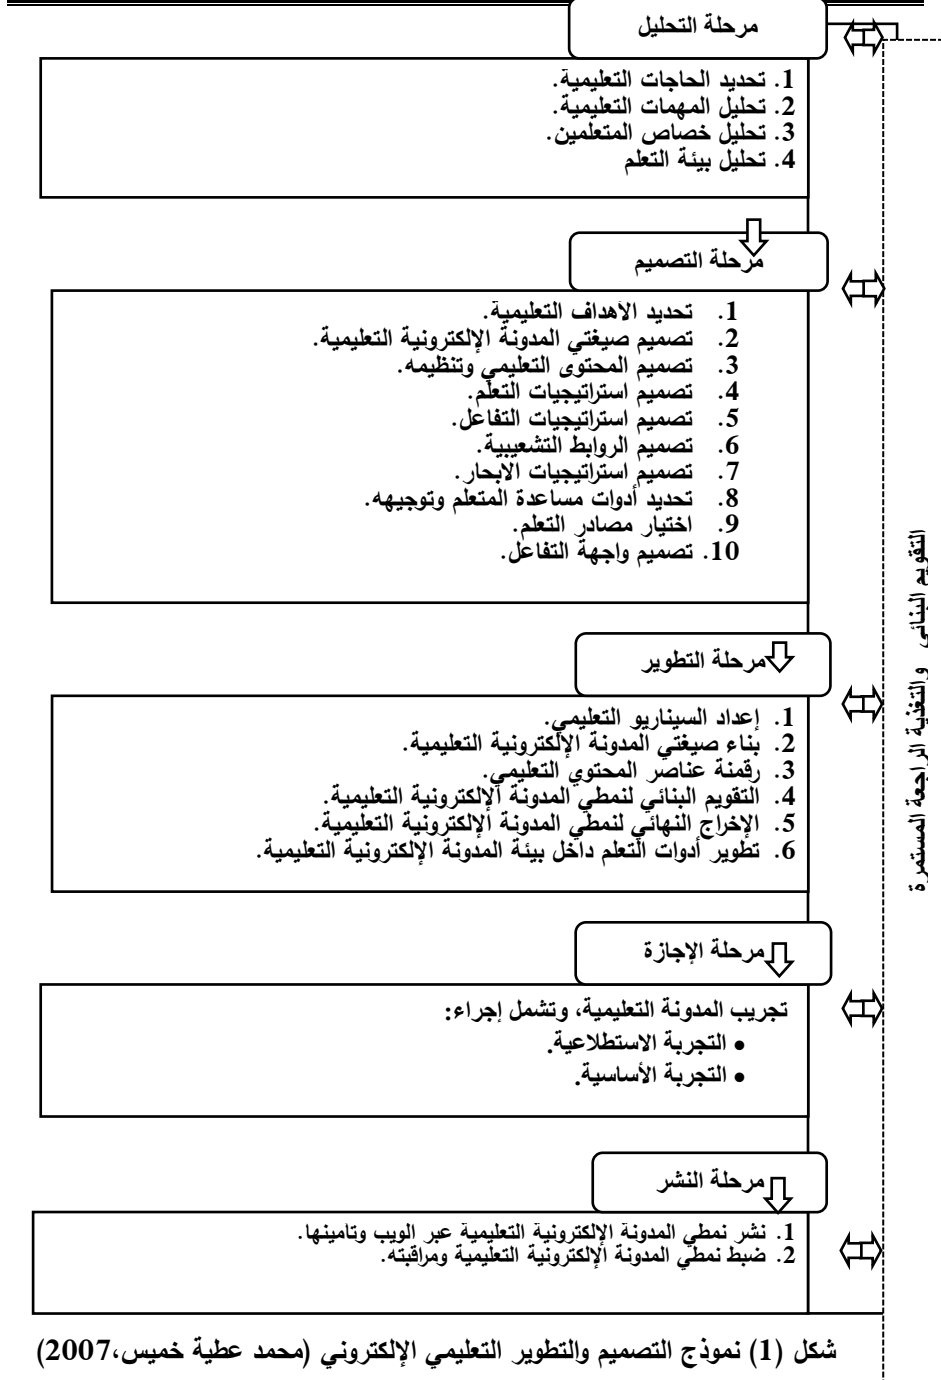 مرحلة التحليل
1. تحديد الحاجات التعليمية.
2. تحليل المهمات التعليمية.
3. تحليل خصاص المتعلمين.
4. تحليل بيئة التعلم
مرحلة التصميم
1. تحديد الأهداف التعليمية.
2. تصميم صيغتي المدونة الإلكترونية التعليمية.
3. تصميم المحتوى التعليمي وتنظيمه.
4. تصميم استراتيجيات التعلم.
5. تصميم استراتيجيات التفاعل.
6. تصميم الروابط التشعيبية.
7. تصميم استراتيجيات الابحار.
8. تحديد أدوات مساعدة المتعلم وتوجيهه.
9. اختيار مصادر التعلم.
10. تصميم واجهة التفاعل.
مرحلة التطوير
1. إعداد السيناريو التعليمي.
2. بناء صيغتي المدونة الإلكترونية التعليمية.
3. رقمنة عناصر المحتوي التعليمي.
4. التقويم البنائي لنمطي المدونة الإلكترونية التعليمية.
5. الإخراج النهائي لنمطي المدونة الإلكترونية التعليمية.
6. تطوير أدوات التعلم داخل بيئة المدونة الإلكترونية التعليمية.
مرحلة الإجازة
تجريب المدونة التعليمية، وتشمل إجراء:
• التجربة الاستطلاعية.
• التجربة الأساسية.
مرحلة النشر
1. نشر نمطي المدونة الإلكترونية التعليمية عبر الويب وتامينها.
2. ضبط نمطي المدونة الإلكترونية التعليمية ومراقبته.
التقويم البنائي والتغذية الراجعة المستمرة
شكل (1) نموذج التصميم والتطوير التعليمي الإلكتروني (محمد عطية خميس،2007)